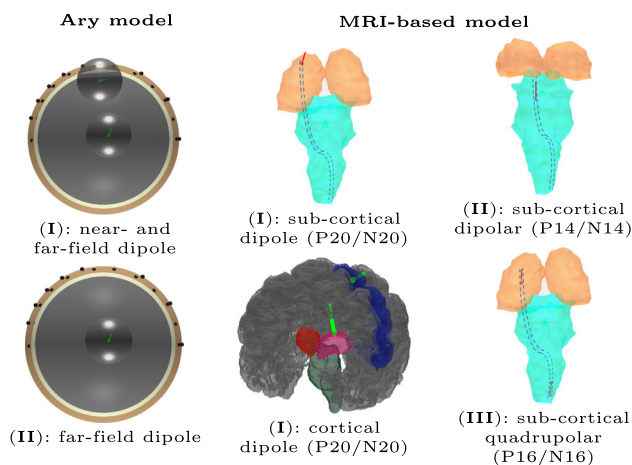 Ary model
MRI-based model
(I): near- and
far-field dipole
(I): sub-cortical
dipole (P20/N20)
(II): sub-cortical
dipolar (P14/N14)
(II): far-field dipole
(I): cortical
dipole (P20/N20)
(III): sub-cortical
quadrupolar
(P16/N16)